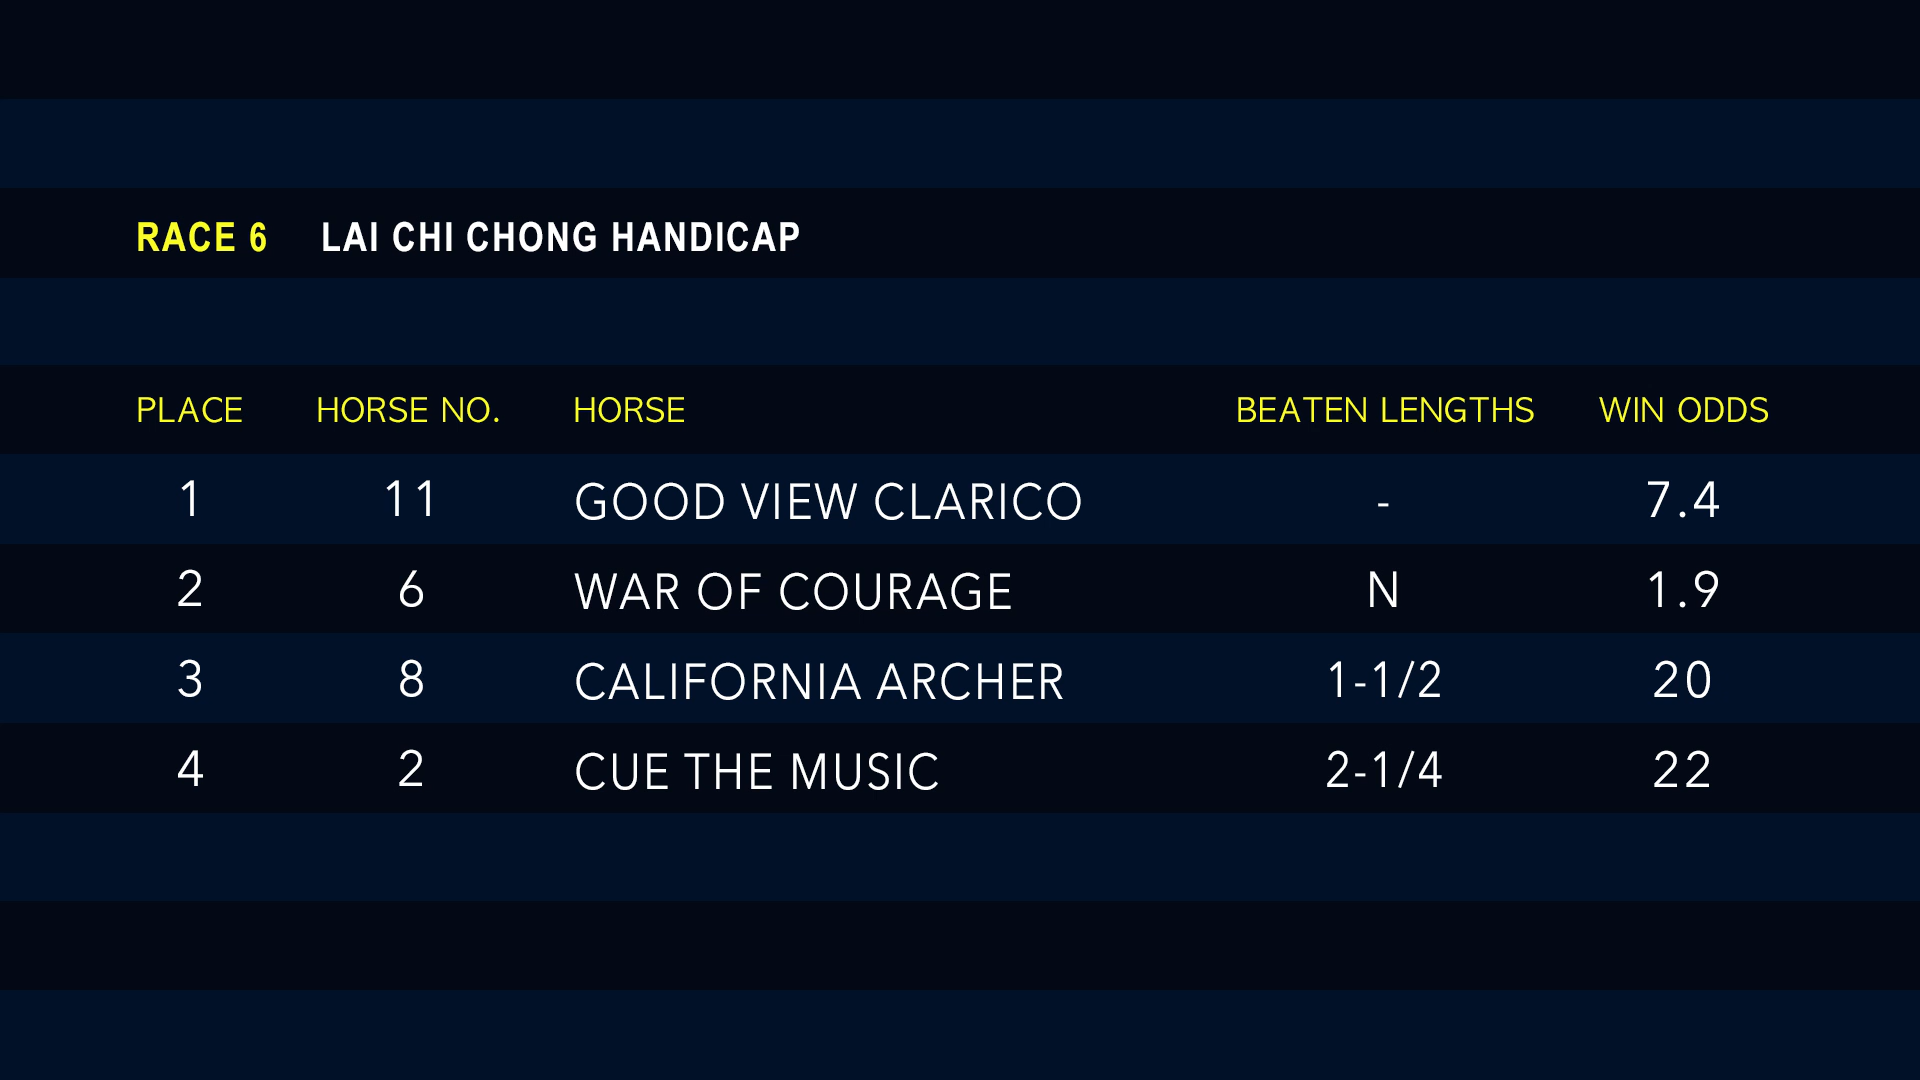 RACE 6 LAI CHI CHONG HANDICAP
PLACE HORSE NO. HORSE BEATEN LENGTHS WIN ODDS
1 11 GOOD VIEW CLARICO - 7.4
2 6 WAR OF COURAGE N 1.9
3 8 CALIFORNIA ARCHER 1-1/2 20
4 2 CUE THE MUSIC 2-1/4 22